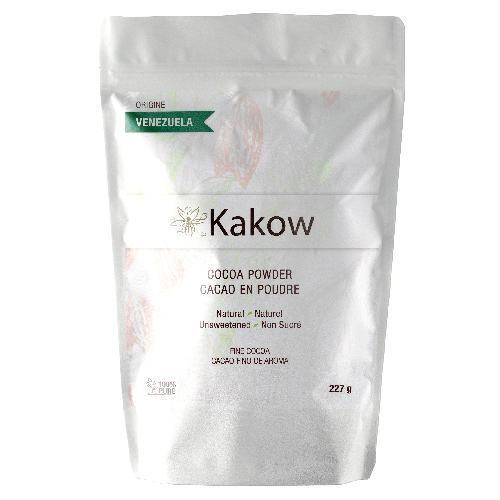 ORIGINE
VENEZUELA
Kakow
COCOA POWDER
CACAO EN POUDRE
Natural Naturel
Unsweetened Non Sucré
FINE COCOA
CACAO FINO DE AROMA
100%
PURE
227 g